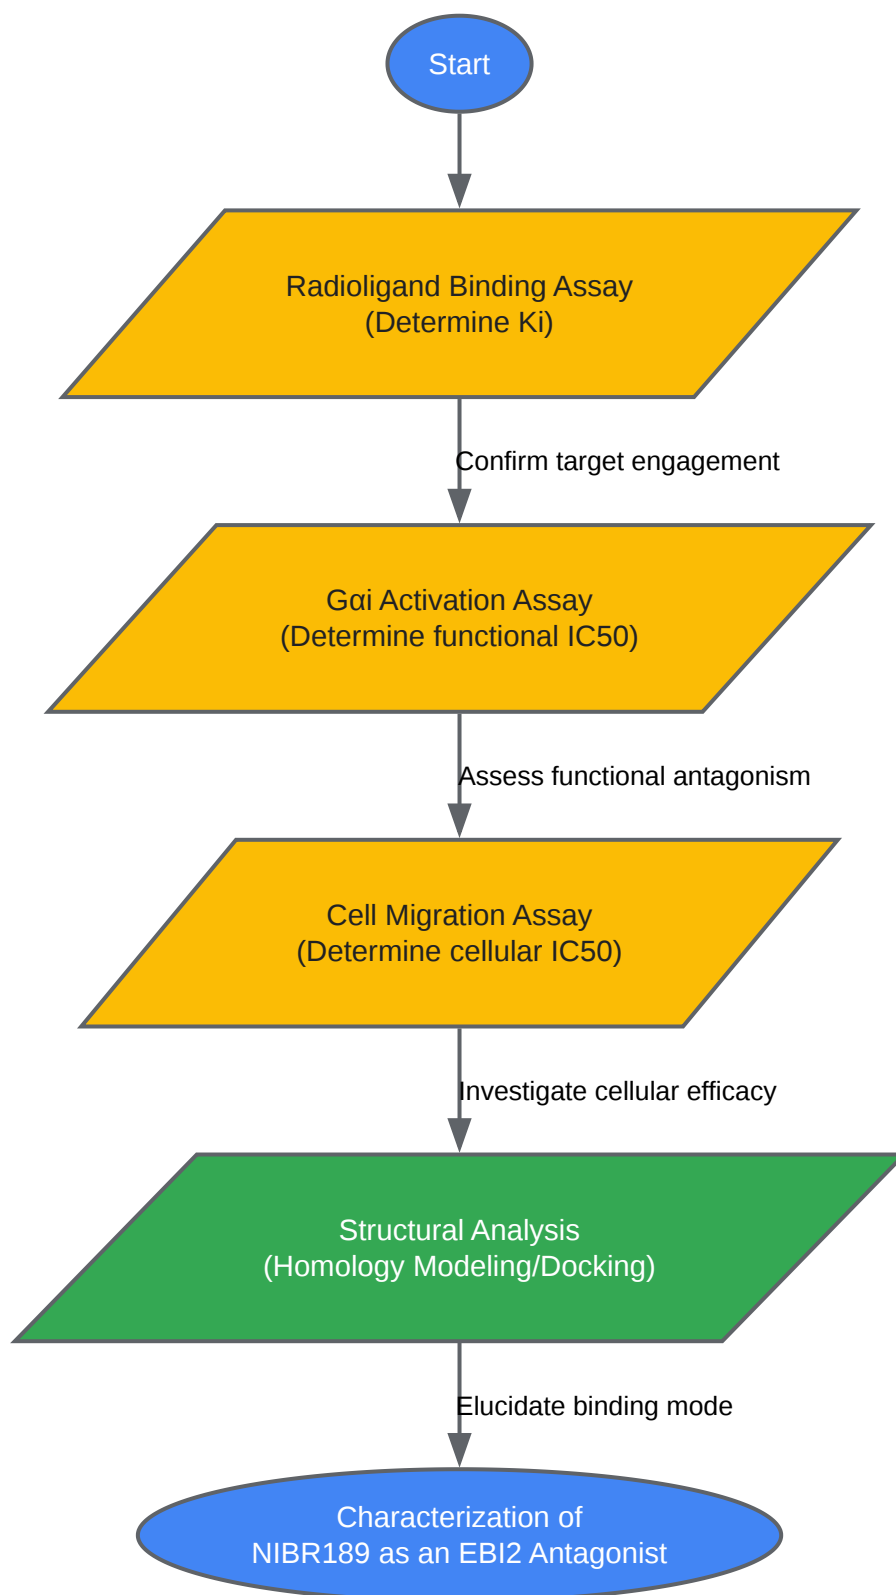 Start
Radioligand Binding Assay
(Determine Ki)
Confirm target engagement
Gαi Activation Assay
(Determine functional IC50)
Assess functional antagonism
Cell Migration Assay
(Determine cellular IC50)
Investigate cellular efficacy
Structural Analysis
(Homology Modeling/Docking)
Elucidate binding mode
Characterization of
NIBR189 as an EBI2 Antagonist